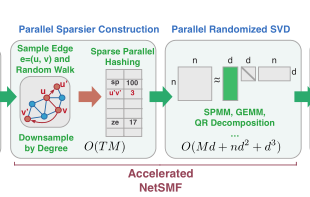 Parallel Sparsier Construction
Parallel Randomized SVD
Sample Edge
e=(u, v) and
Random Walk
u
u'
v'
v
Downsample
by Degree
Sparse Parallel
Hashing
sp 100
u'v' 3
ze 17
O(TM)
n
n
≈
n
d
d
d
n
d
SPMM, GEMM,
QR Decomposition
...
O(Md + nd² + d³)
Accelerated
NetSMF